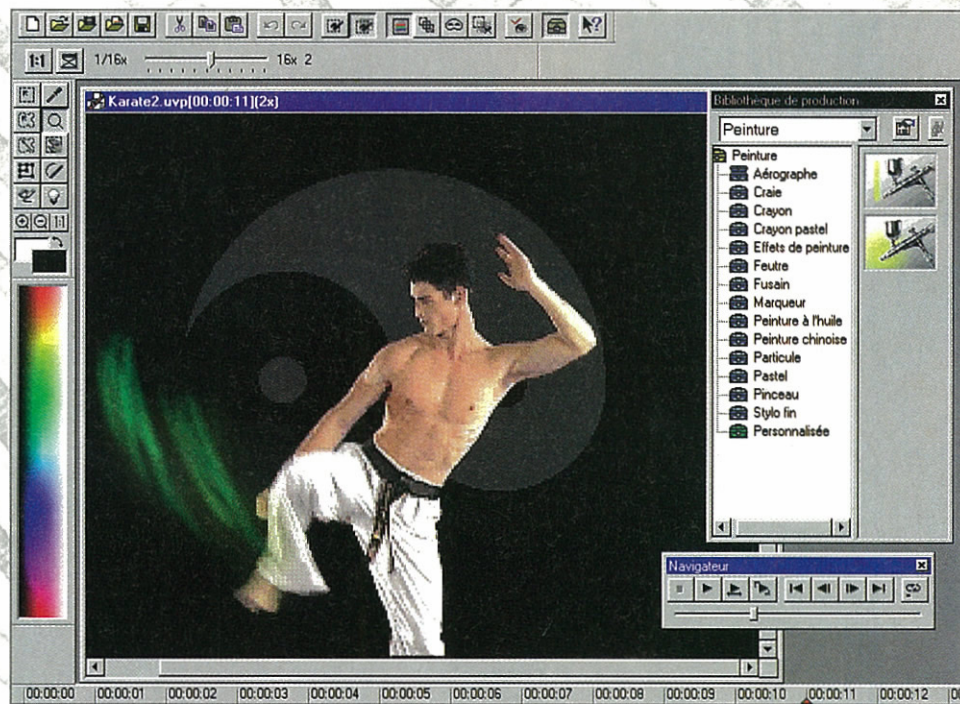 1:1 1/16x 16x 2
Karate2.uvp[00:00:11](2x)
Bibliothèque de production
Peinture
Peinture
Aérographe
Craie
Crayon
Crayon pastel
Effets de peinture
Feutre
Fusain
Marqueur
Peinture à l'huile
Peinture chinoise
Particule
Pastel
Pinceau
Stylo fin
Personnalisée
1:1
Navigateur
00:00:00 00:00:01 00:00:02 00:00:03 00:00:04 00:00:05 00:00:06 00:00:07 00:00:08 00:00:09 00:00:10 00:00:11 00:00:12 00